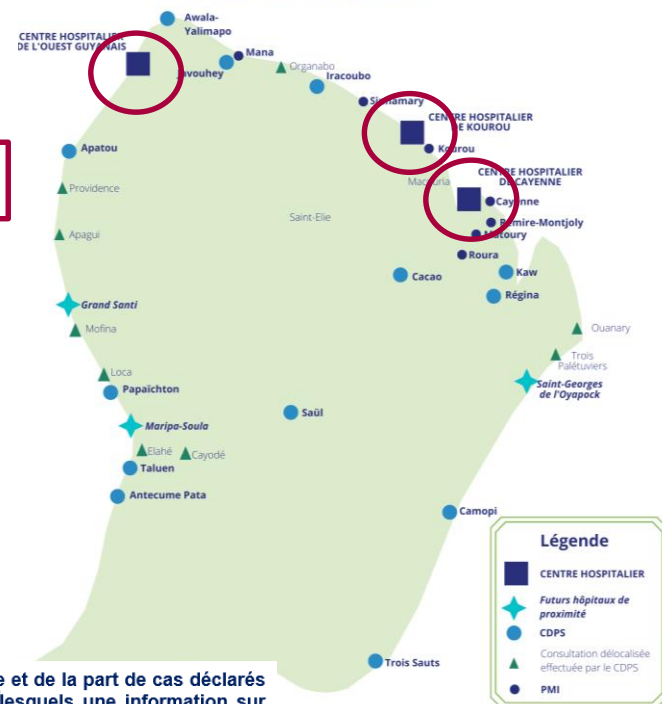 Awala-
Yalimapo
CENTRE HOSPITALIER
DE L'OUEST GUYANAIS
Mana
Javouhey
Organabo
Iracoubo
Sinnamary
CENTRE HOSPITALIER
DE KOUROU
Kourou
Apatou
CENTRE HOSPITALIER
DE CAYENNE
Macouria
Providence
Cayenne
Saint-Elie
Remire-Montjoly
Matoury
Apagui
Roura
Cacao
Kaw
Régina
Grand Santi
Mofina
Ouanary
Trois
Palétuviers
Loca
Papaïchton
Saint-Georges
de l'Oyapock
Saül
Maripa-Soula
Elahé
Cayodé
Taluen
Antecume Pata
Camopi
Trois Sauts
Légende
CENTRE HOSPITALIER
Futurs hôpitaux de
proximité
CDPS
Consultation délocalisée
effectuée par le CDPS
PMI
e et de la part de cas déclarés
lesquels une information sur